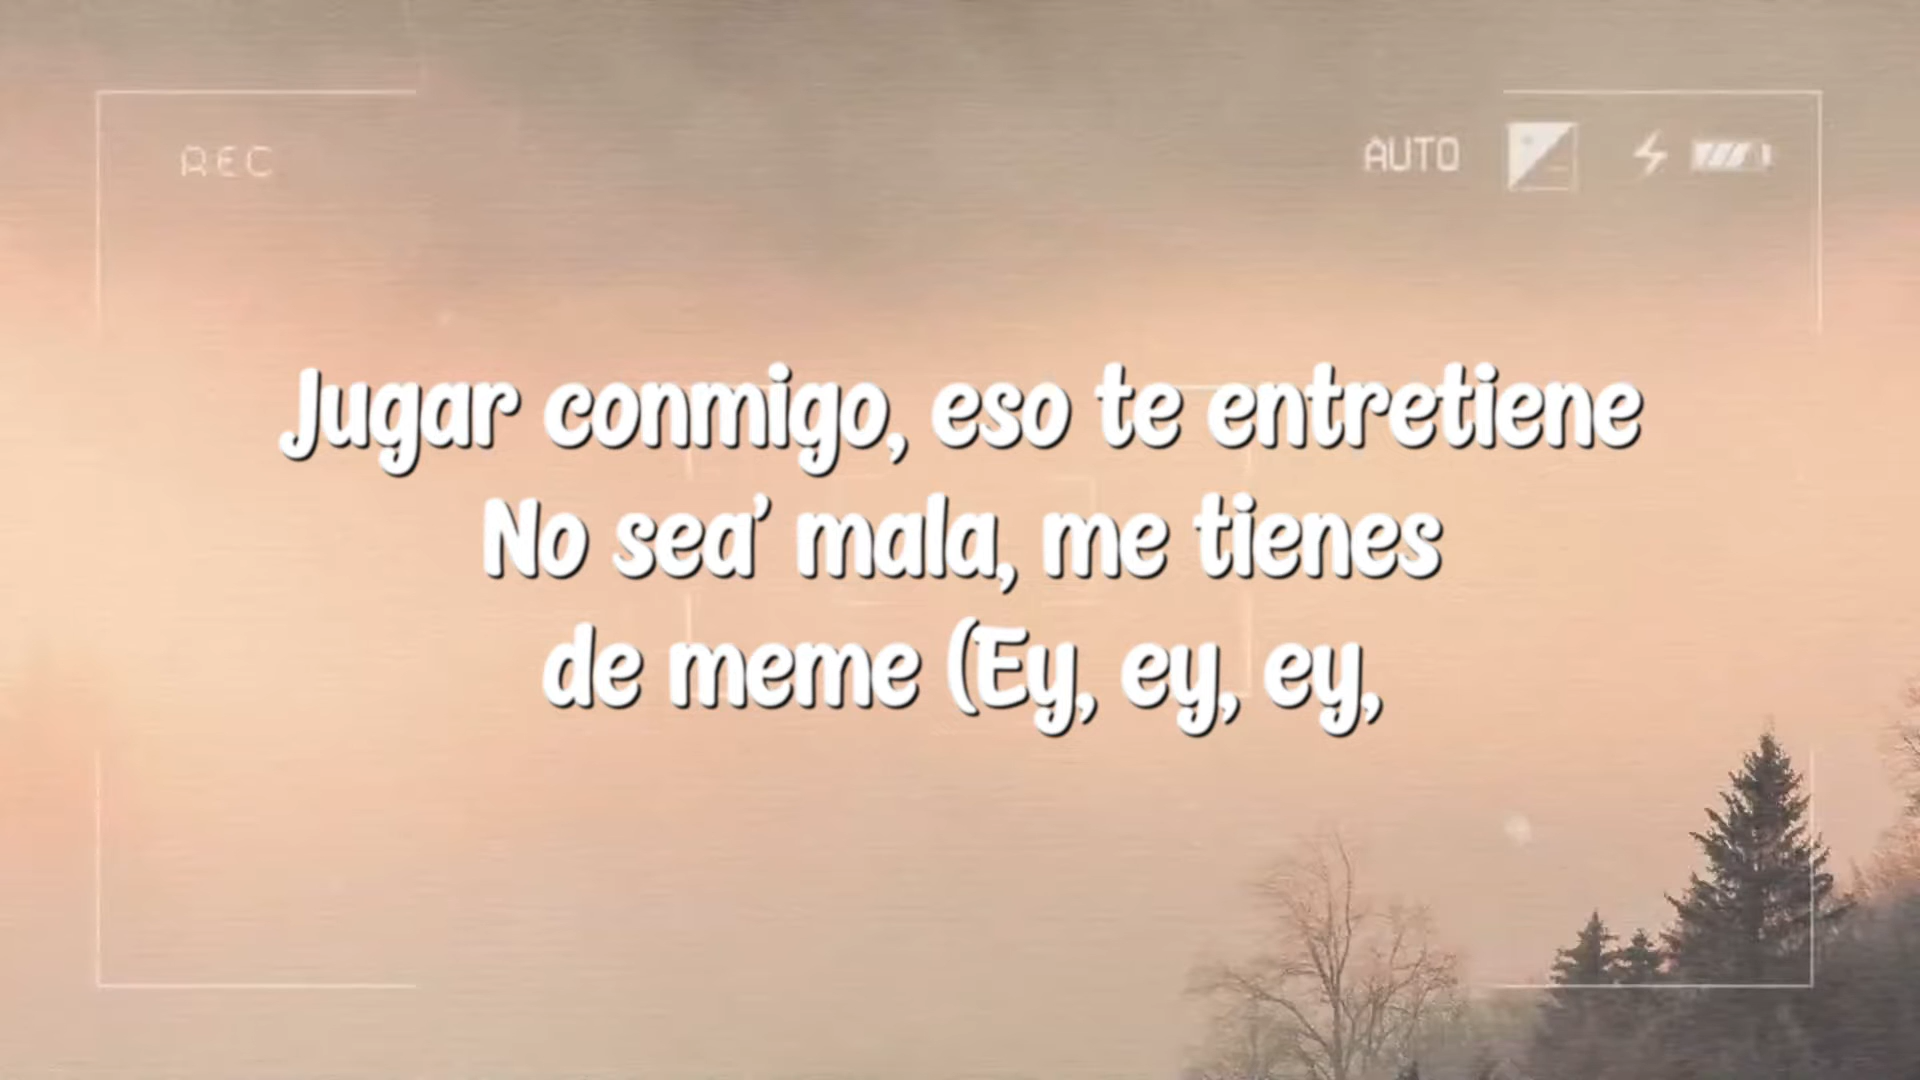 REC
AUTO
Jugar conmigo, eso te entretiene
No sea' mala, me tienes
de meme (Ey, ey, ey,